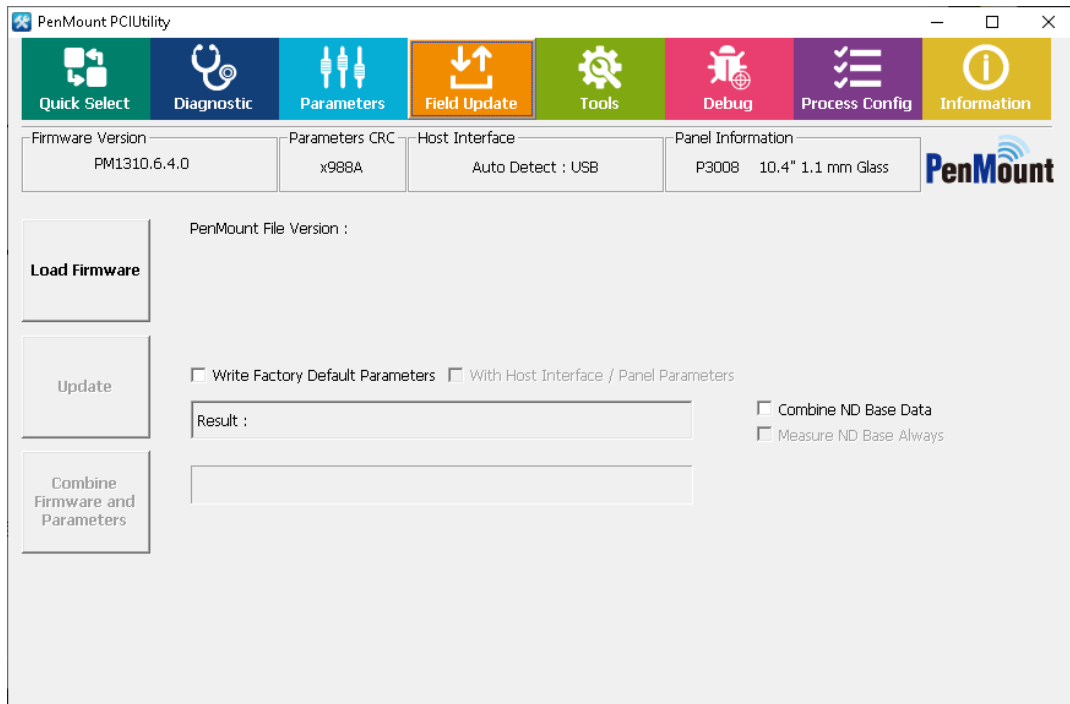 PenMount PCIUtility
Quick Select
Diagnostic
Parameters
Field Update
Tools
Debug
Process Config
Information
Firmware Version
PM1310.6.4.0
Parameters CRC
x988A
Host Interface
Auto Detect : USB
Panel Information
P3008 10.4" 1.1 mm Glass
PenMount
Load Firmware
PenMount File Version :
Update
Write Factory Default Parameters
With Host Interface / Panel Parameters
Result :
Combine ND Base Data
Measure ND Base Always
Combine
Firmware and
Parameters